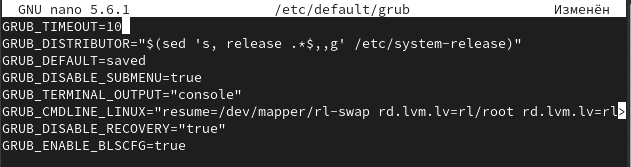 GNU nano 5.6.1 /etc/default/grub Изменён
GRUB_TIMEOUT=10
GRUB_DISTRIBUTOR="$(sed 's, release .*$,,g' /etc/system-release)"
GRUB_DEFAULT=saved
GRUB_DISABLE_SUBMENU=true
GRUB_TERMINAL_OUTPUT="console"
GRUB_CMDLINE_LINUX="resume=/dev/mapper/rl-swap rd.lvm.lv=rl/root rd.lvm.lv=rl>
GRUB_DISABLE_RECOVERY="true"
GRUB_ENABLE_BLSCFG=true